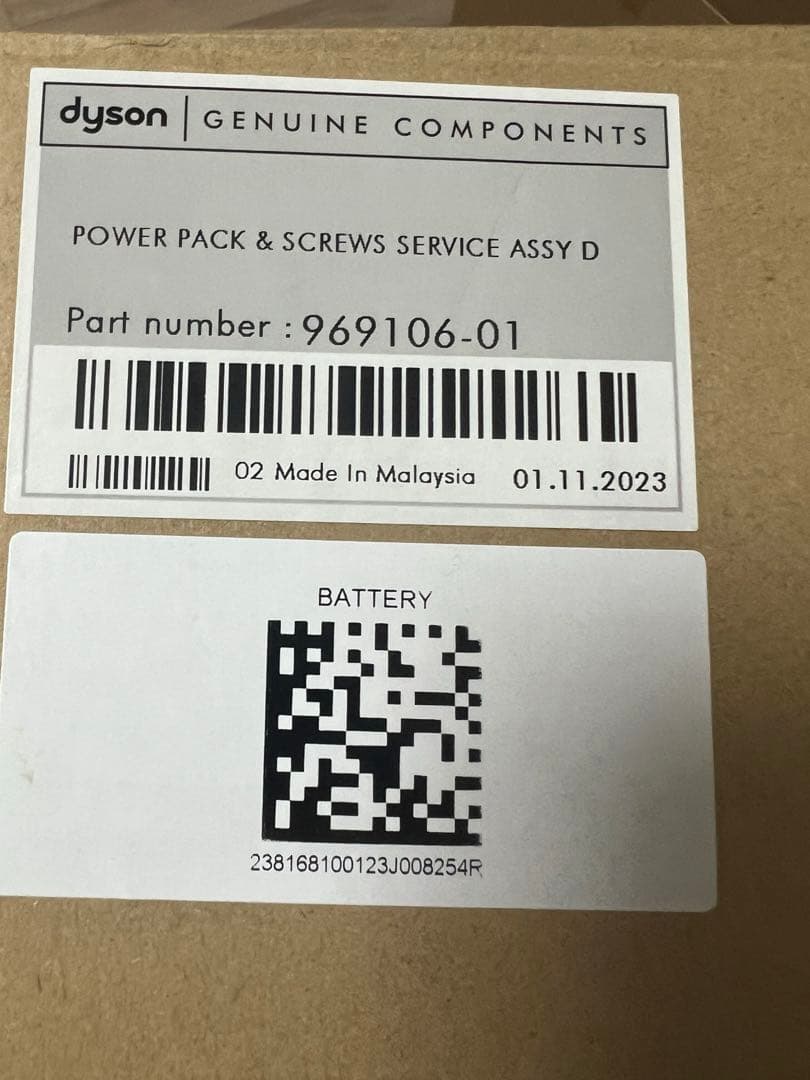 dyson | GENUINE COMPONENTS
POWER PACK & SCREWS SERVICE ASSY D
Part number : 969106-01
02 Made In Malaysia 01.11.2023
BATTERY
238168100123J008254R